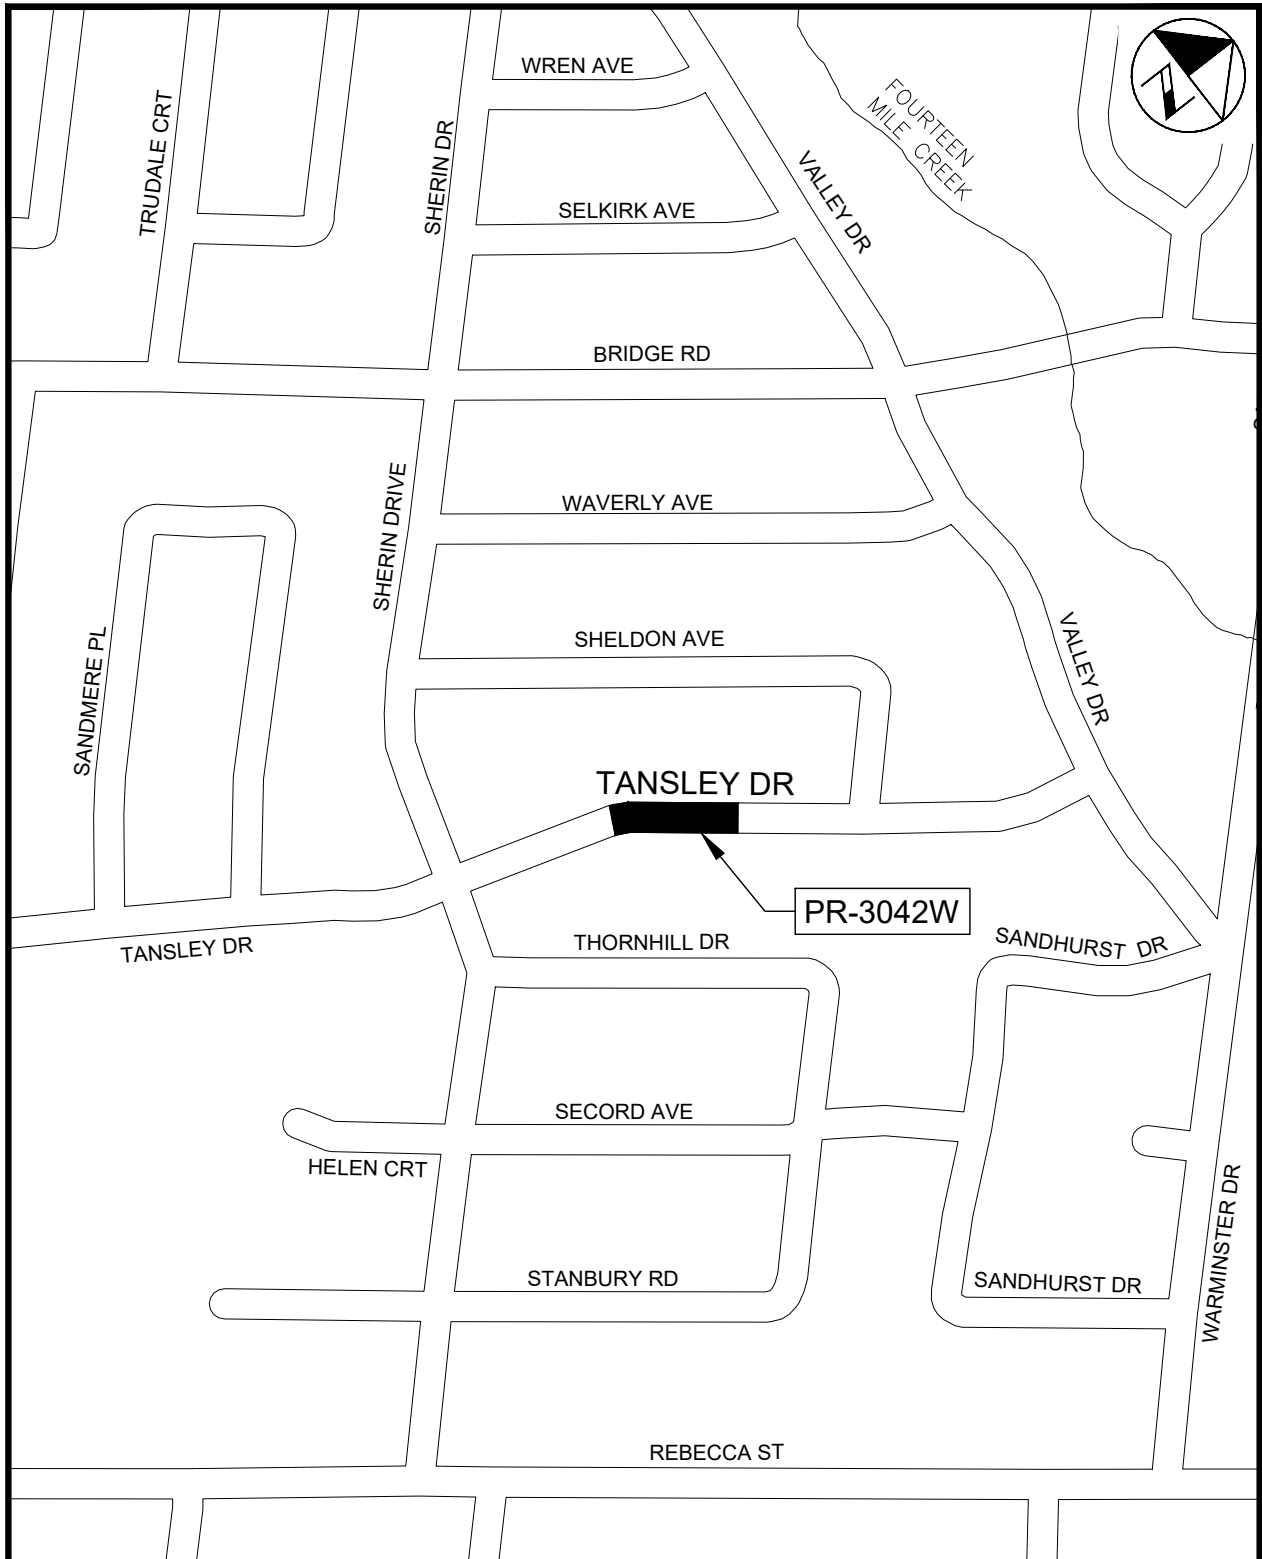 WREN AVE
FOURTEEN
MILE CREEK
TRUDALE CRT
SHERIN DR
VALLEY DR
SELKIRK AVE
BRIDGE RD
WAVERLY AVE
SHERIN DRIVE
SHELDON AVE
SANDMERE PL
VALLEY DR
TANSLEY DR
PR-3042W
TANSLEY DR
THORNHILL DR
SANDHURST DR
SECORD AVE
HELEN CRT
STANBURY RD
SANDHURST DR
WARMINSTER DR
REBECCA ST